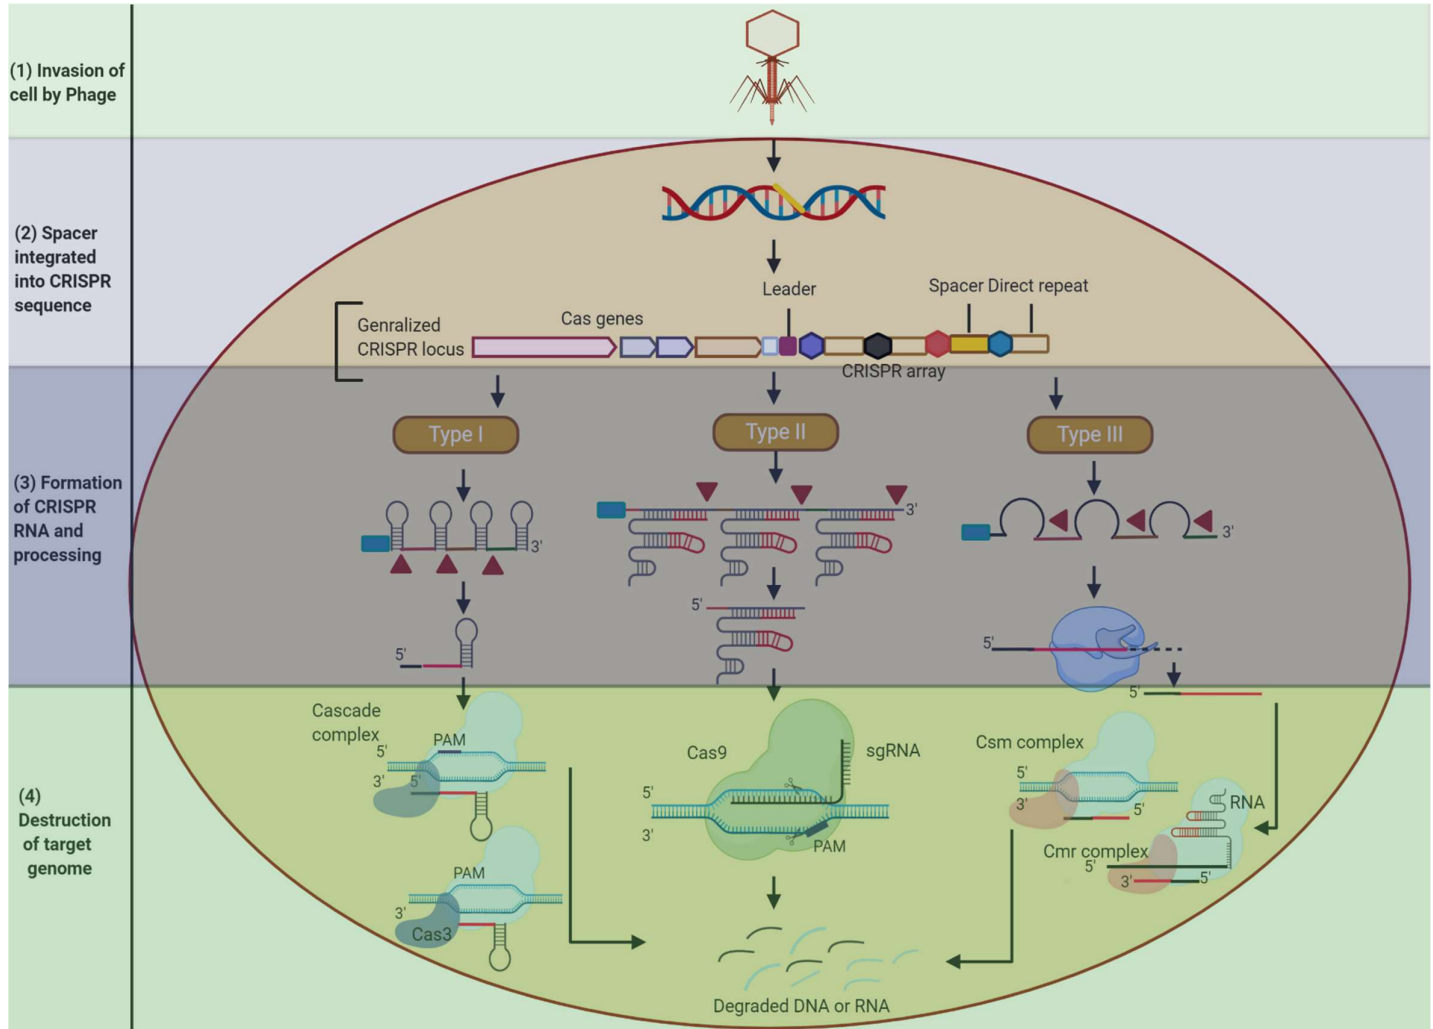 (1) Invasion of
cell by Phage
(2) Spacer
integrated
into CRISPR
sequence
Leader
Spacer Direct repeat
Cas genes
Genralized
CRISPR locus
CRISPR array
(3) Formation
of CRISPR
RNA and
processing
Type I
Type II
Type III
3'
3'
3'
5'
5'
5'
5'
(4)
Destruction
of target
genome
Cascade
complex
PAM
5'
3'
5'
PAM
3'
Cas3
Cas9
sgRNA
5'
3'
PAM
Csm complex
5'
3'
5'
RNA
Cmr complex
5'
3'
5'
Degraded DNA or RNA